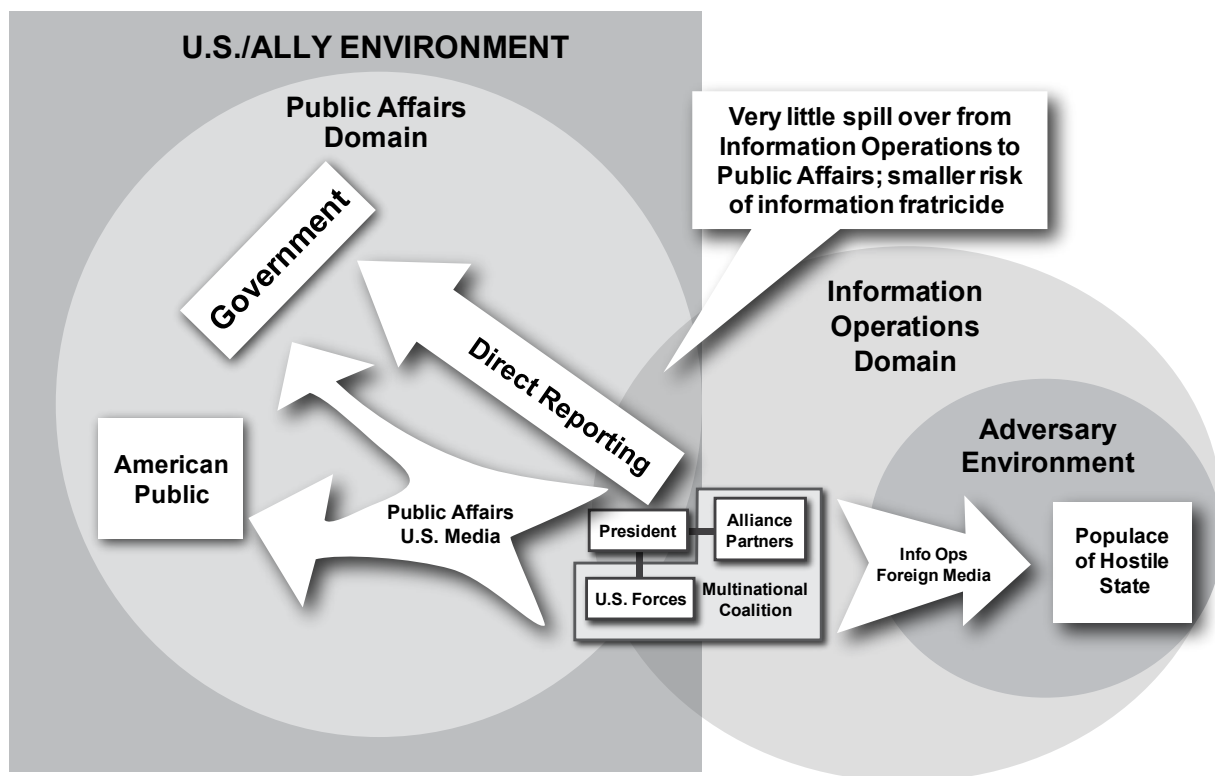 U.S./ALLY ENVIRONMENT
Public Affairs
Domain
Government
Direct Reporting
American
Public
Public Affairs
U.S. Media
Very little spill over from
Information Operations to
Public Affairs; smaller risk
of information fratricide
Information
Operations
Domain
Adversary
Environment
President
Alliance
Partners
U.S. Forces
Multinational
Coalition
Info Ops
Foreign Media
Populace
of Hostile
State